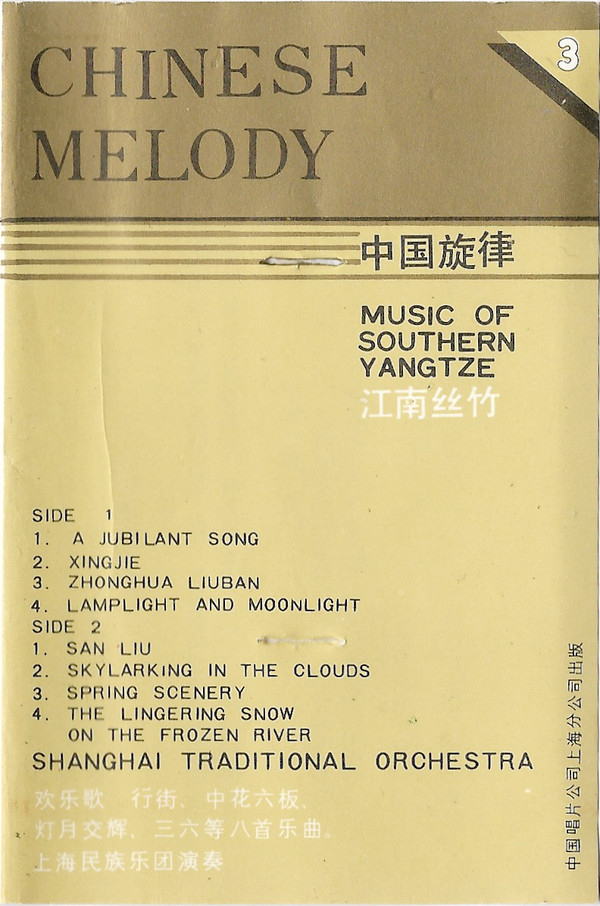 3
CHINESE
MELODY
中国旋律
MUSIC OF
SOUTHERN
YANGTZE
江南丝竹
SIDE 1
1. A JUBILANT SONG
2. XINGJIE
3. ZHONGHUA LIUBAN
4. LAMPLIGHT AND MOONLIGHT
SIDE 2
1. SAN LIU
2. SKYLARKING IN THE CLOUDS
3. SPRING SCENERY
4. THE LINGERING SNOW
ON THE FROZEN RIVER
SHANGHAI TRADITIONAL ORCHESTRA
欢乐歌 行街、中花六板、
灯月交辉、三六等八首乐曲。
上海民族乐团演奏
中国唱片公司上海分公司出版